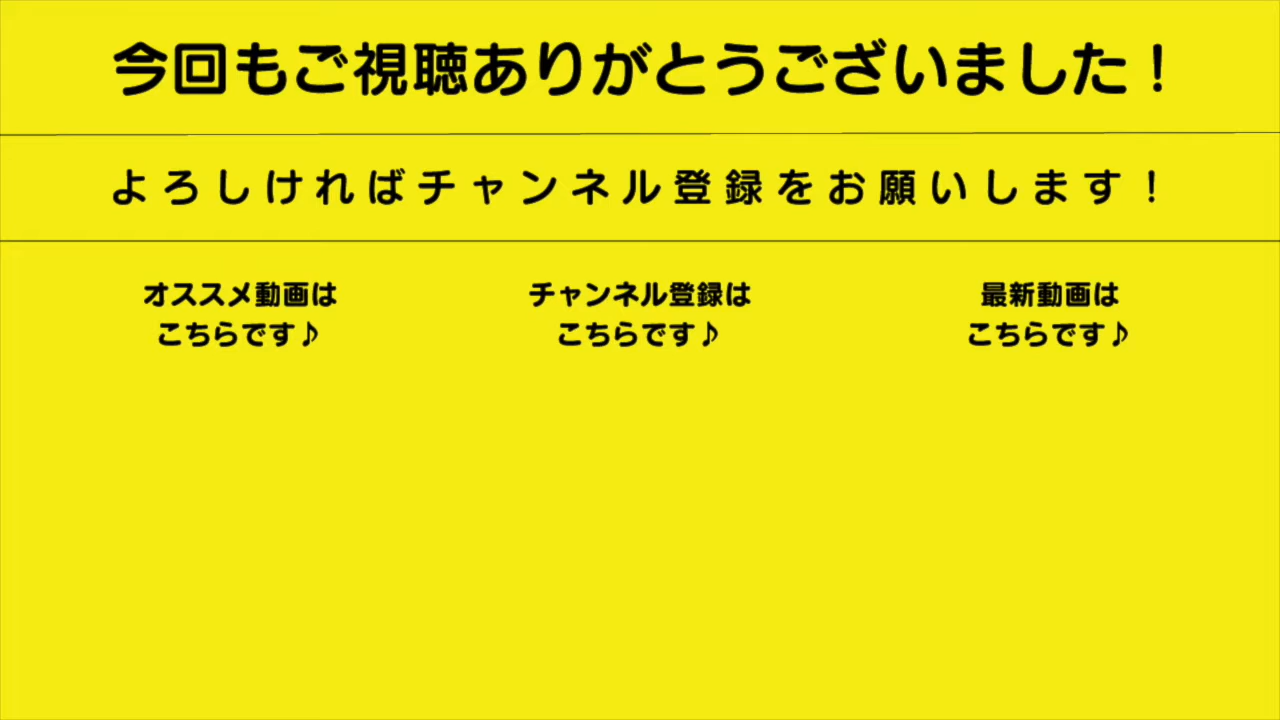 今回もご視聴ありがとうございました！
よろしければチャンネル登録をお願いします！
オススメ動画は
こちらです♪
チャンネル登録は
こちらです♪
最新動画は
こちらです♪